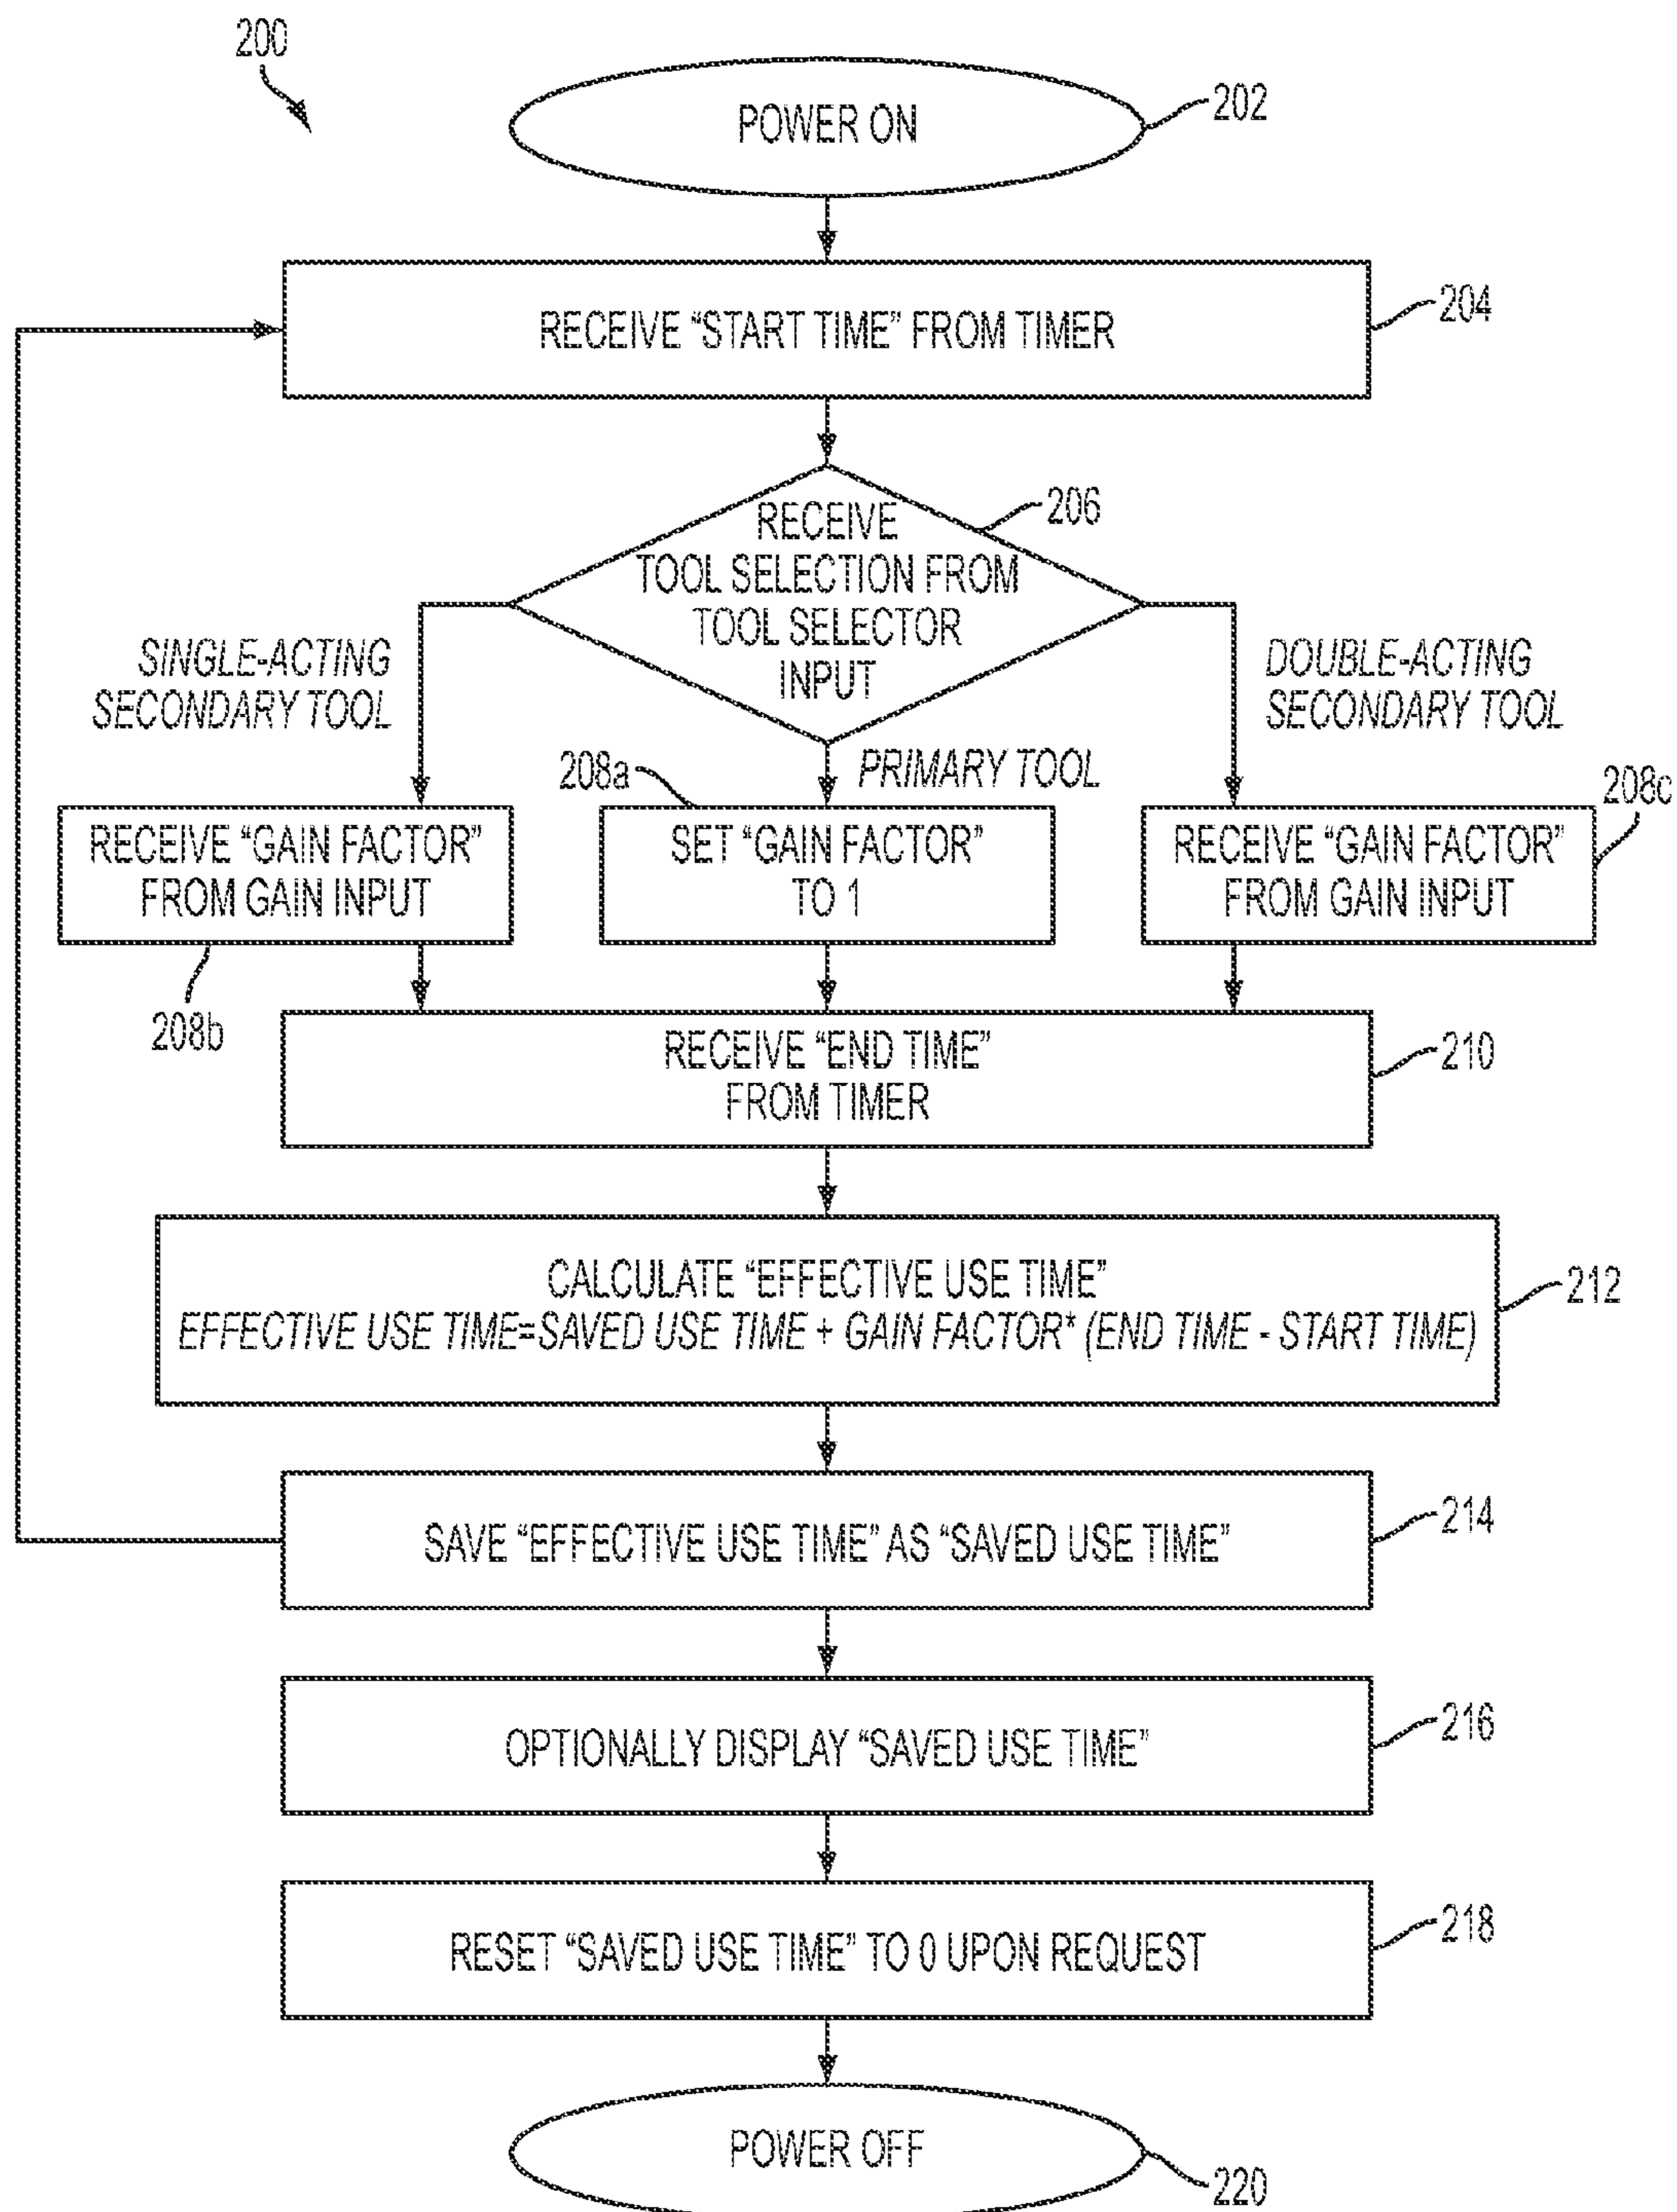 200
POWER ON
202
RECEIVE “START TIME” FROM TIMER
204
RECEIVE
TOOL SELECTION FROM
TOOL SELECTOR
INPUT
206
SINGLE-ACTING
SECONDARY TOOL
DOUBLE-ACTING
SECONDARY TOOL
208a
PRIMARY TOOL
208c
RECEIVE “GAIN FACTOR”
FROM GAIN INPUT
SET “GAIN FACTOR”
TO 1
RECEIVE “GAIN FACTOR”
FROM GAIN INPUT
208b
RECEIVE “END TIME”
FROM TIMER
210
CALCULATE “EFFECTIVE USE TIME”
EFFECTIVE USE TIME=SAVED USE TIME + GAIN FACTOR* (END TIME - START TIME)
212
SAVE “EFFECTIVE USE TIME” AS “SAVED USE TIME”
214
OPTIONALLY DISPLAY “SAVED USE TIME”
216
RESET “SAVED USE TIME” TO 0 UPON REQUEST
218
POWER OFF
220